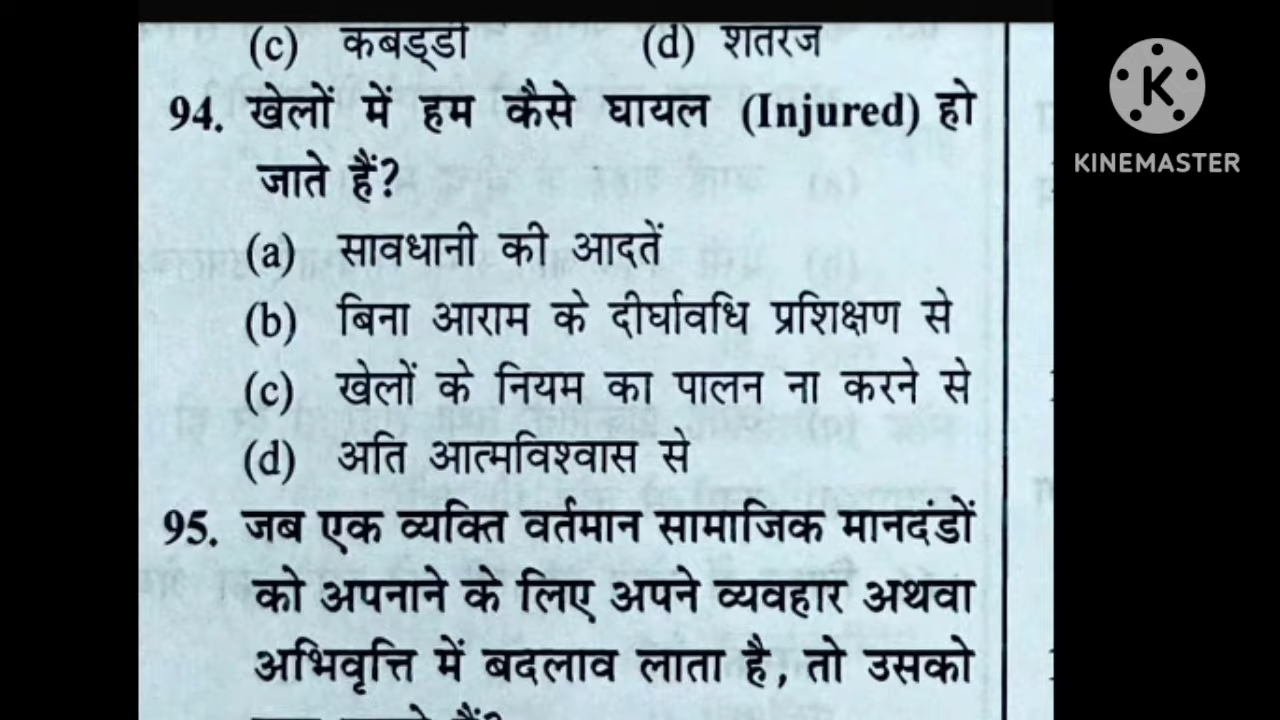 (c) कबड्डी (d) शतरज
94. खेलों में हम कैसे घायल (Injured) हो
जाते हैं?
(a) सावधानी की आदतें
(b) बिना आराम के दीर्घावधि प्रशिक्षण से
(c) खेलों के नियम का पालन ना करने से
(d) अति आत्मविश्वास से
95. जब एक व्यक्ति वर्तमान सामाजिक मानदंडों
को अपनाने के लिए अपने व्यवहार अथवा
अभिवृत्ति में बदलाव लाता है, तो उसको
K
KINEMASTER